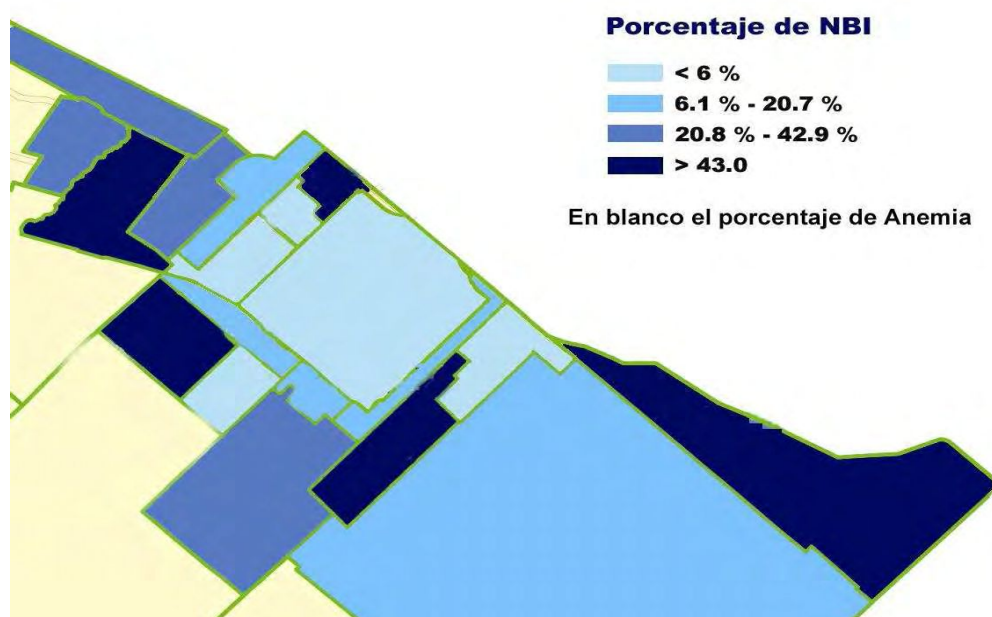 Porcentaje de NBI
< 6 %
6.1 % - 20.7 %
20.8 % - 42.9 %
> 43.0
En blanco el porcentaje de Anemia